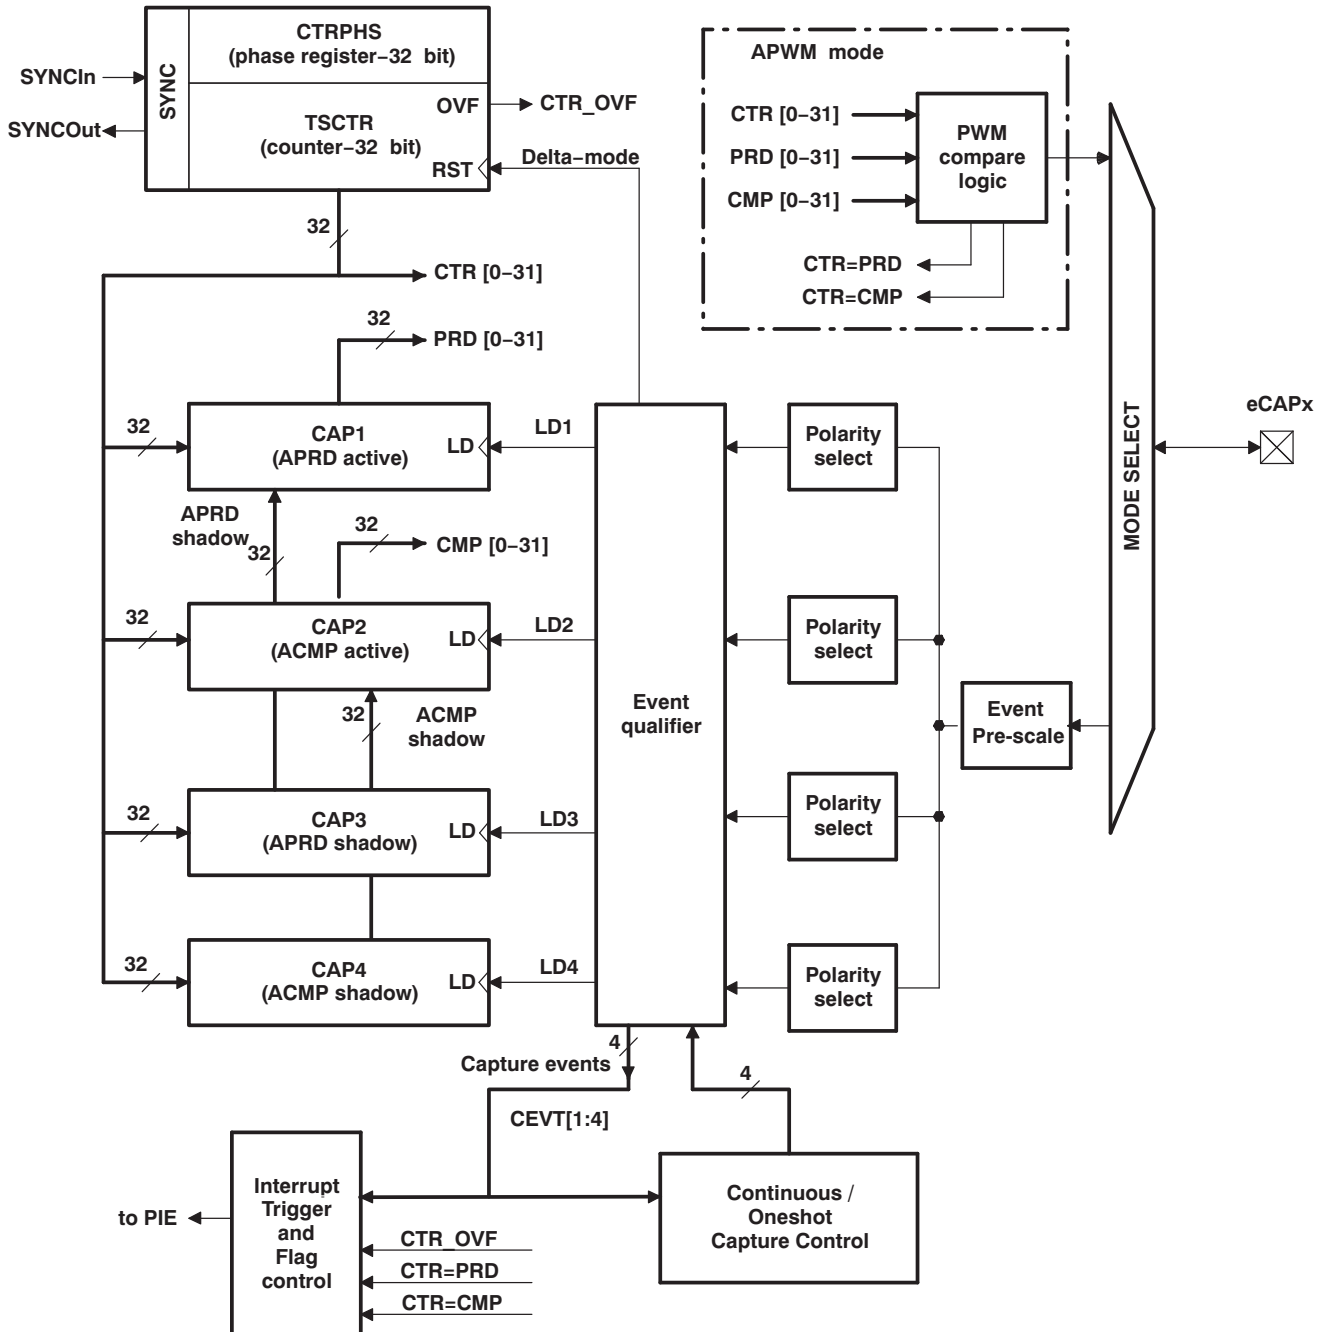 CTRPHS
(phase register−32 bit)
SYNC
SYNCIn
SYNCOut
OVF
CTR_OVF
TSCTR
(counter−32 bit)
RST
Delta−mode
32
CTR [0−31]
32
PRD [0−31]
APWM mode
CTR [0−31]
PRD [0−31]
CMP [0−31]
PWM
compare
logic
CTR=PRD
CTR=CMP
MODE SELECT
eCAPx
32
CAP1
(APRD active)
LD
LD1
Polarity
select
APRD
shadow
32
32
CMP [0−31]
32
CAP2
(ACMP active)
LD
LD2
Polarity
select
32
ACMP
shadow
Event
qualifier
Event
Pre-scale
32
CAP3
(APRD shadow)
LD
LD3
Polarity
select
32
CAP4
(ACMP shadow)
LD
LD4
Polarity
select
4
Capture events
CEVT[1:4]
4
Interrupt
Trigger
and
Flag
control
to PIE
CTR_OVF
CTR=PRD
CTR=CMP
Continuous /
Oneshot
Capture Control